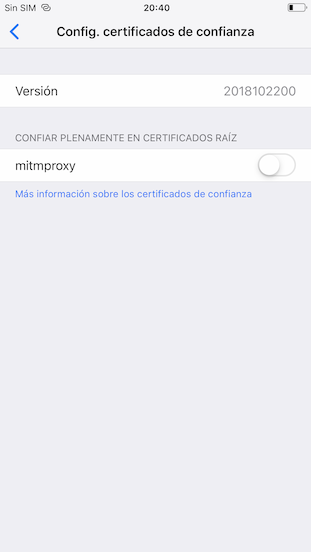 Sin SIM
20:40
Config. certificados de confianza
Versión
2018102200
CONFIAR PLENAMENTE EN CERTIFICADOS RAÍZ
mitmproxy
Más información sobre los certificados de confianza